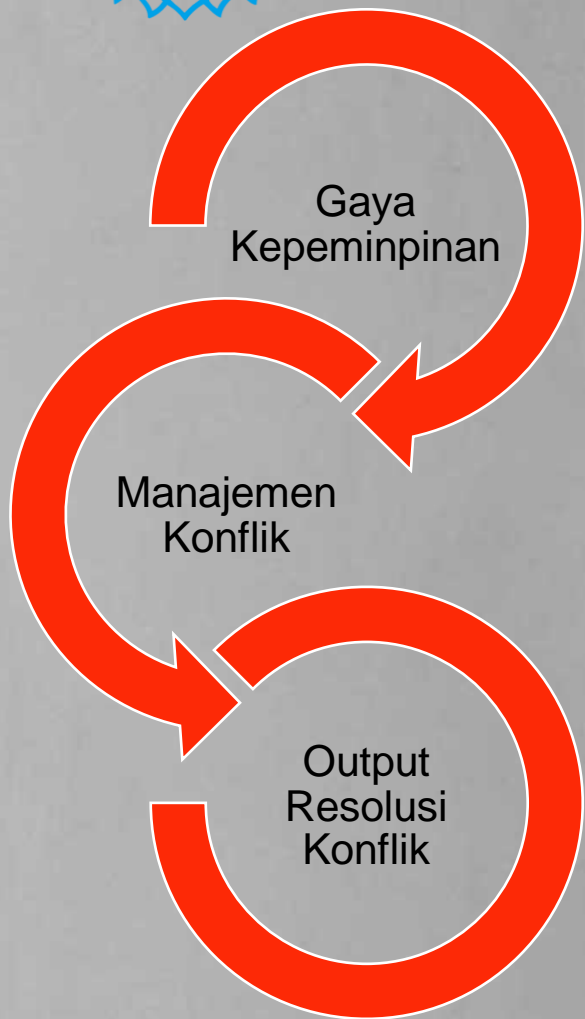 Gaya
Kepeminpinan
Manajemen
Konflik
Output
Resolusi
Konflik